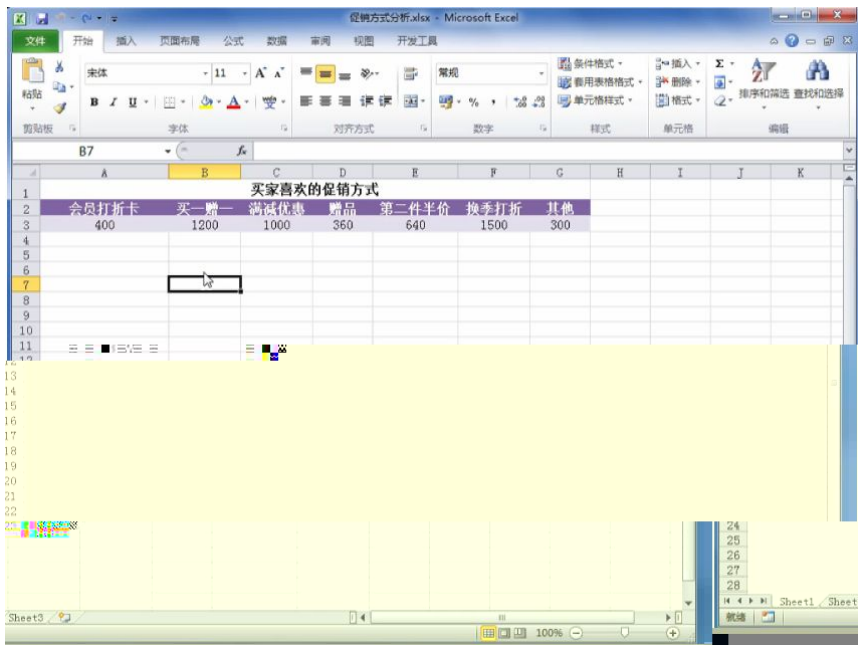 促销方式分析.xlsx - Microsoft Excel
文件 开始 插入 页面布局 公式 数据 审阅 视图 开发工具
宋体 11 A A 常规 条件格式 插入 Σ
粘贴 套用表格格式 删除 排序和筛选 查找和选择
B I U A 变 % , 单元格样式 格式
剪贴板 字体 对齐方式 数字 样式 单元格 编辑
B7 fx
A B C D E F G H I J K
1 买家喜欢的促销方式
2 会员打折卡 买一赠一 满减优惠 赠品 第二件半价 换季打折 其他
3 400 1200 1000 360 640 1500 300
4
5
6
7
8
9
10
11
12
13
14
15
16
17
18
19
20
21
22
23
24
25
26
27
28
Sheet1 Sheet
Sheet3
就绪
100%